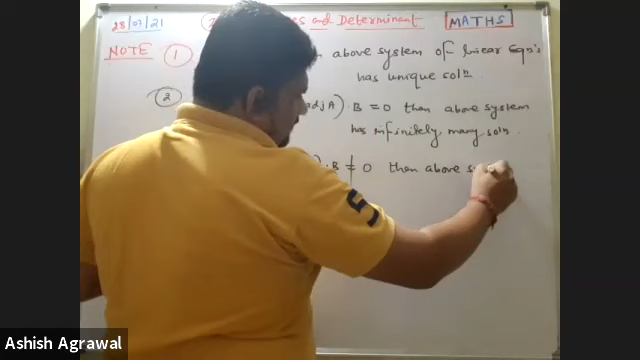 28/07/21 and Determinant MATHS
NOTE 1 above system of linear Eqn's
has unique soln
2 adj A) . B = 0 then above system
has infinitely many soln.
) . B ≠ 0 then above
Ashish Agrawal